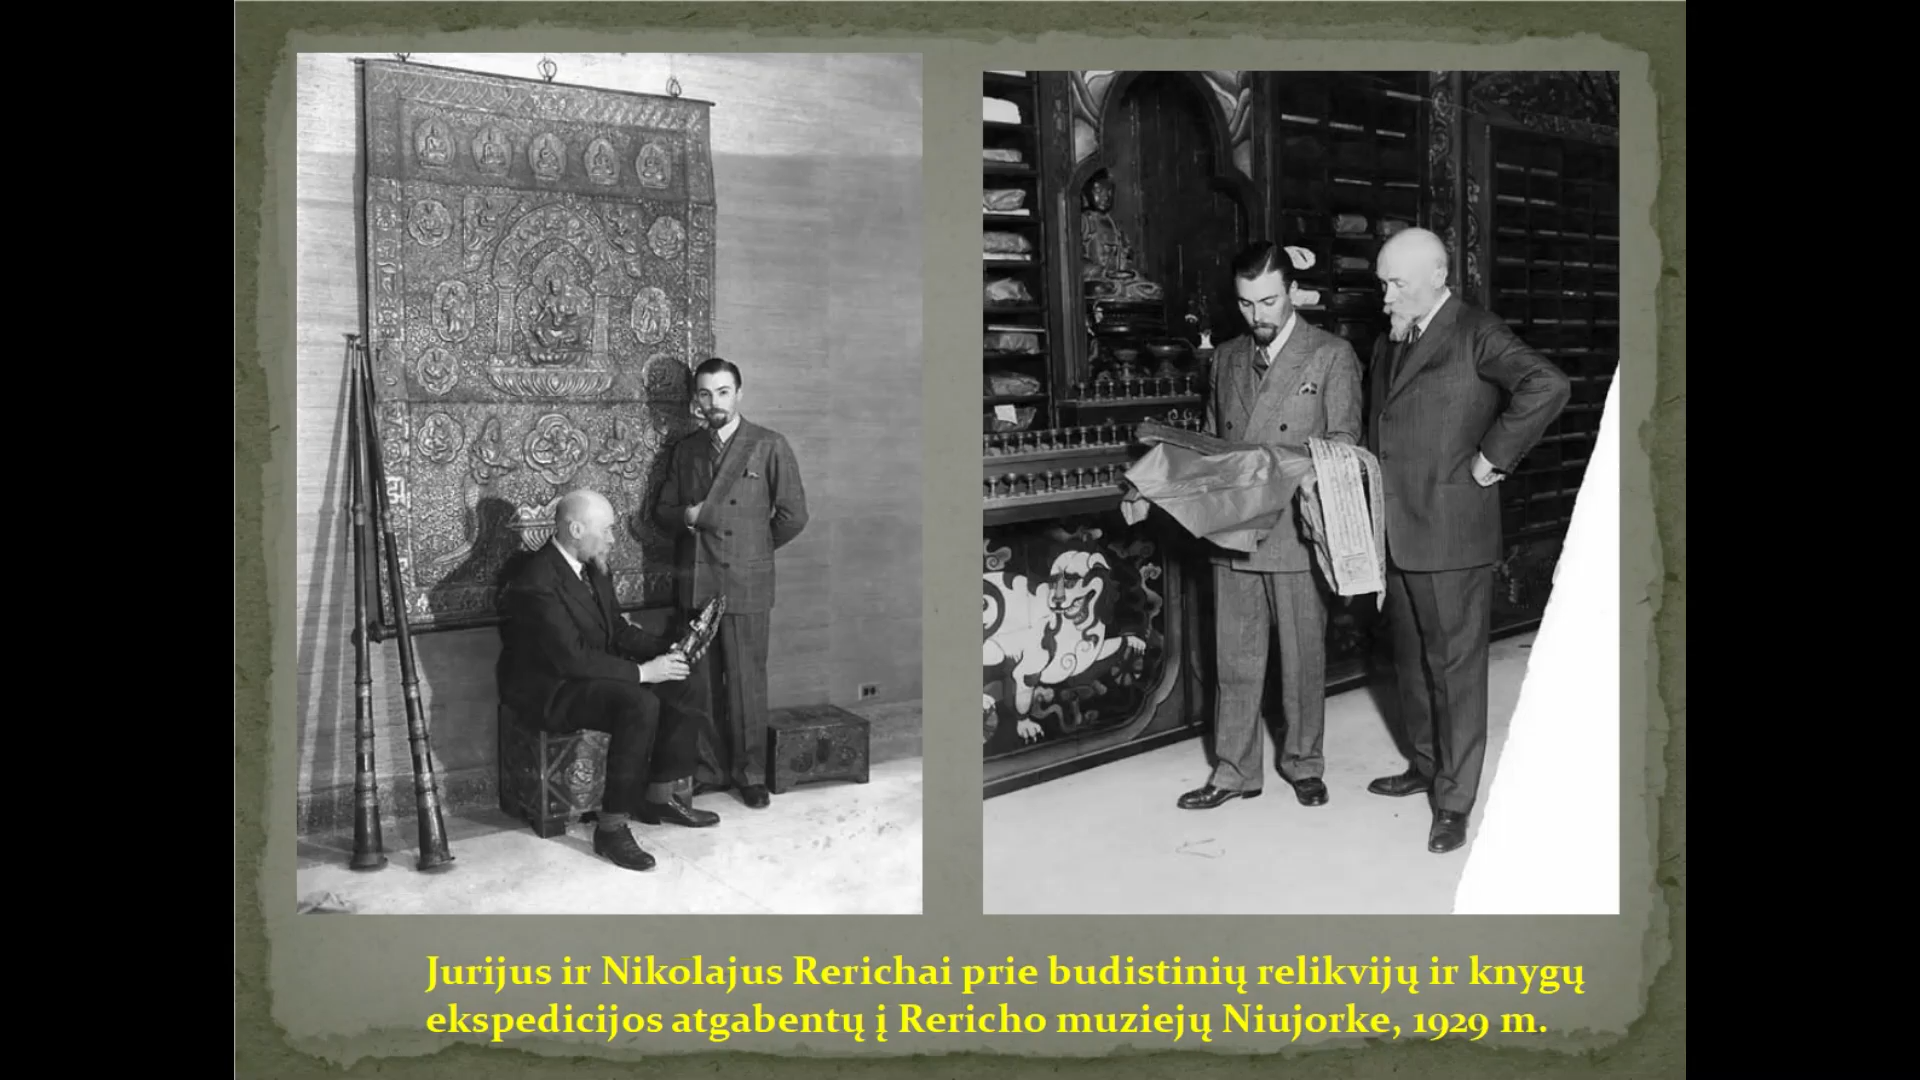 Jurijus ir Nikolajus Rerichai prie budistinių relikvijų ir knygų
ekspedicijos atgabentų į Rericho muziejų Niujorke, 1929 m.